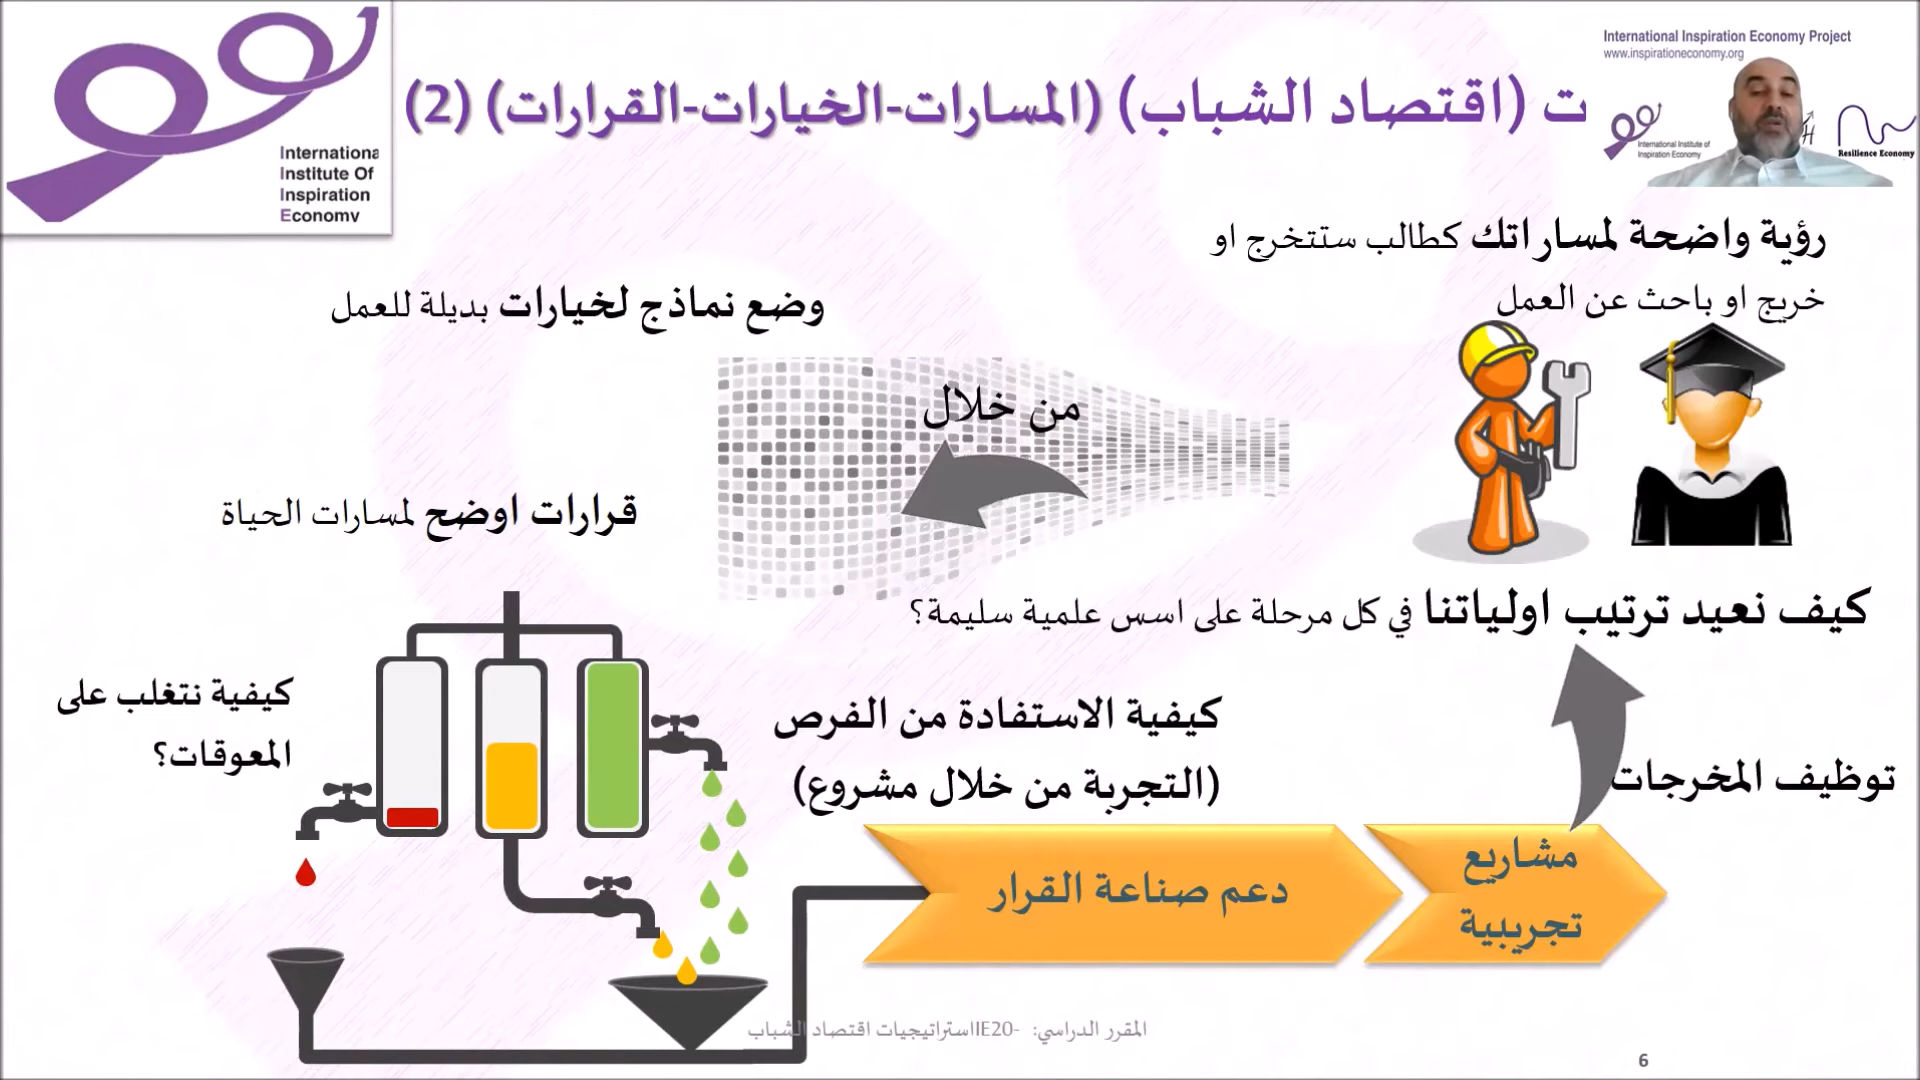 International Inspiration Economy Project
www.inspirationeconomy.org
ت (اقتصاد الشباب) (المسارات-الخيارات-القرارات) (2)
Internationa
Institute Of
Inspiration
Economy
International Institute of
Inspiration Economy
H
Resilience Economy
رؤية واضحة لمساراتك كطالب ستتخرج او
خريج او باحث عن العمل
وضع نماذج لخيارات بديلة للعمل
من خلال
قرارات اوضح لمسارات الحياة
كيف نعيد ترتيب اولياتنا في كل مرحلة على اسس علمية سليمة؟
كيفية نتغلب على
المعوقات؟
كيفية الاستفادة من الفرص
(التجربة من خلال مشروع)
توظيف المخرجات
دعم صناعة القرار
مشاريع
تجريبية
المقرر الدراسي: -IE20استراتيجيات اقتصاد الشباب
6